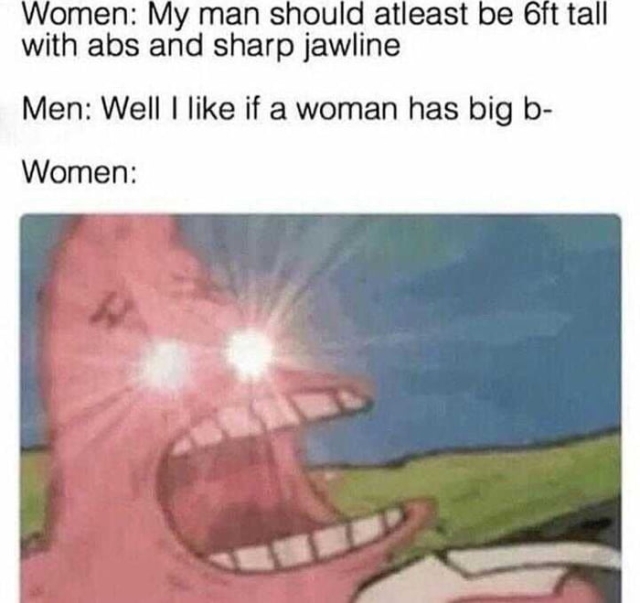 Women: My man should atleast be 6ft tall
with abs and sharp jawline
Men: Well I like if a woman has big b-
Women: